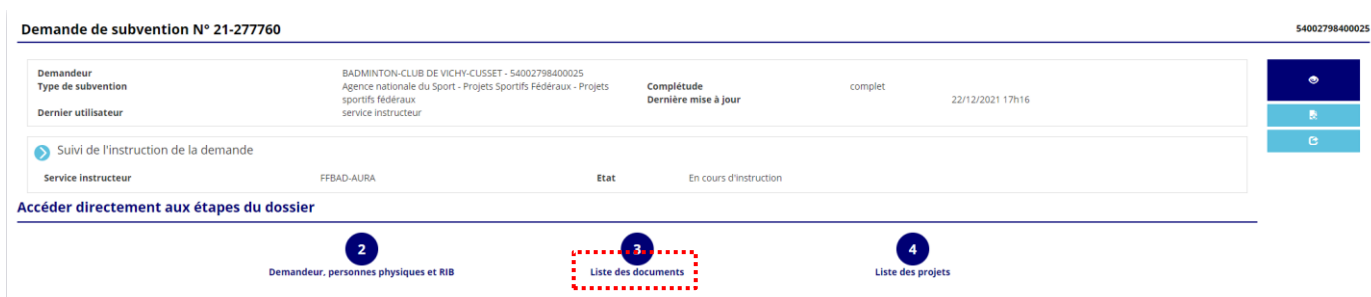 Demande de subvention N° 21-277760 54002798400025
Demandeur BADMINTON-CLUB DE VICHY-CUSSET - 54002798400025
Type de subvention Agence nationale du Sport - Projets Sportifs Fédéraux - Projets sportifs fédéraux
Complétude complet
Dernière mise à jour 22/12/2021 17h16
Dernier utilisateur service instructeur
Suivi de l'instruction de la demande
Service instructeur FFBAD-AURA Etat En cours d'instruction
Accéder directement aux étapes du dossier
2 3 4
Demandeur, personnes physiques et RIB Liste des documents Liste des projets